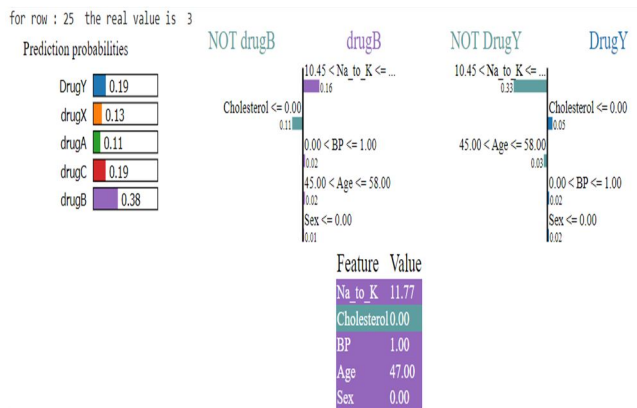 for row : 25 the real value is 3
Prediction probabilities
DrugY 0.19
drugX 0.13
drugA 0.11
drugC 0.19
drugB 0.38
NOT drugB drugB
10.45 < Na_to_K <= ...
0.16
Cholesterol <= 0.00
0.11
0.00 < BP <= 1.00
0.02
45.00 < Age <= 58.00
0.02
Sex <= 0.00
0.01
NOT DrugY DrugY
10.45 < Na_to_K <= ...
0.33
Cholesterol <= 0.00
0.05
45.00 < Age <= 58.00
0.03
0.00 < BP <= 1.00
0.02
Sex <= 0.00
0.02
Feature Value
Na_to_K 11.77
Cholesterol 0.00
BP 1.00
Age 47.00
Sex 0.00